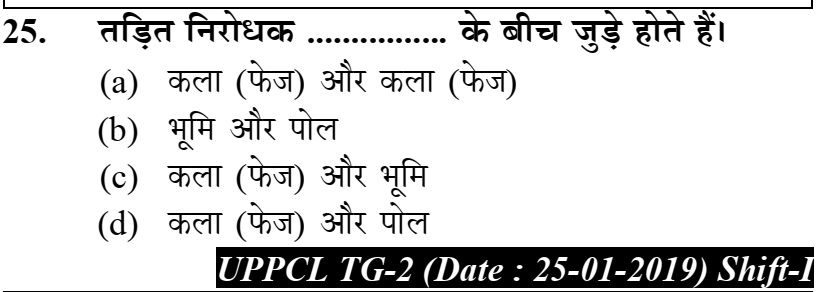 25. तड़ित निरोधक ................ के बीच जुड़े होते हैं।
(a) कला (फेज) और कला (फेज)
(b) भूमि और पोल
(c) कला (फेज) और भूमि
(d) कला (फेज) और पोल
UPPCL TG-2 (Date : 25-01-2019) Shift-I